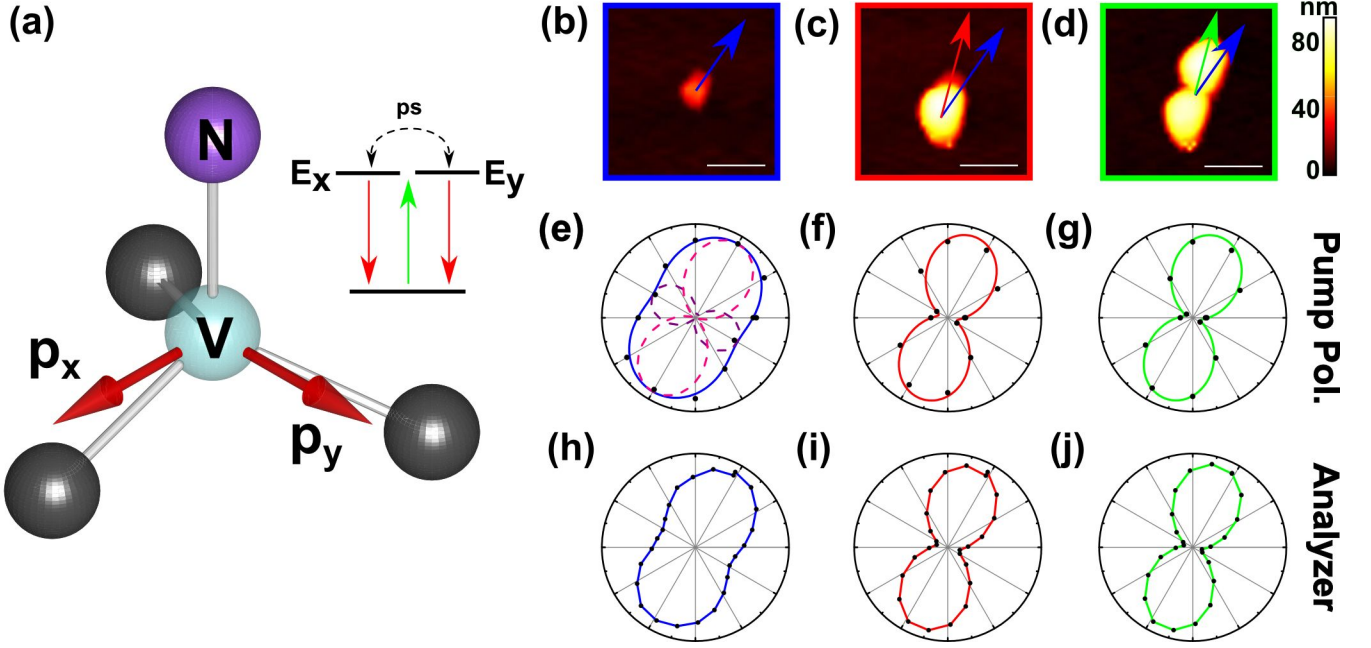 (a)
N
V
px
py
ps
Ex
Ey
(b)
(c)
(d)
nm
80
40
0
(e)
(f)
(g)
Pump Pol.
(h)
(i)
(j)
Analyzer